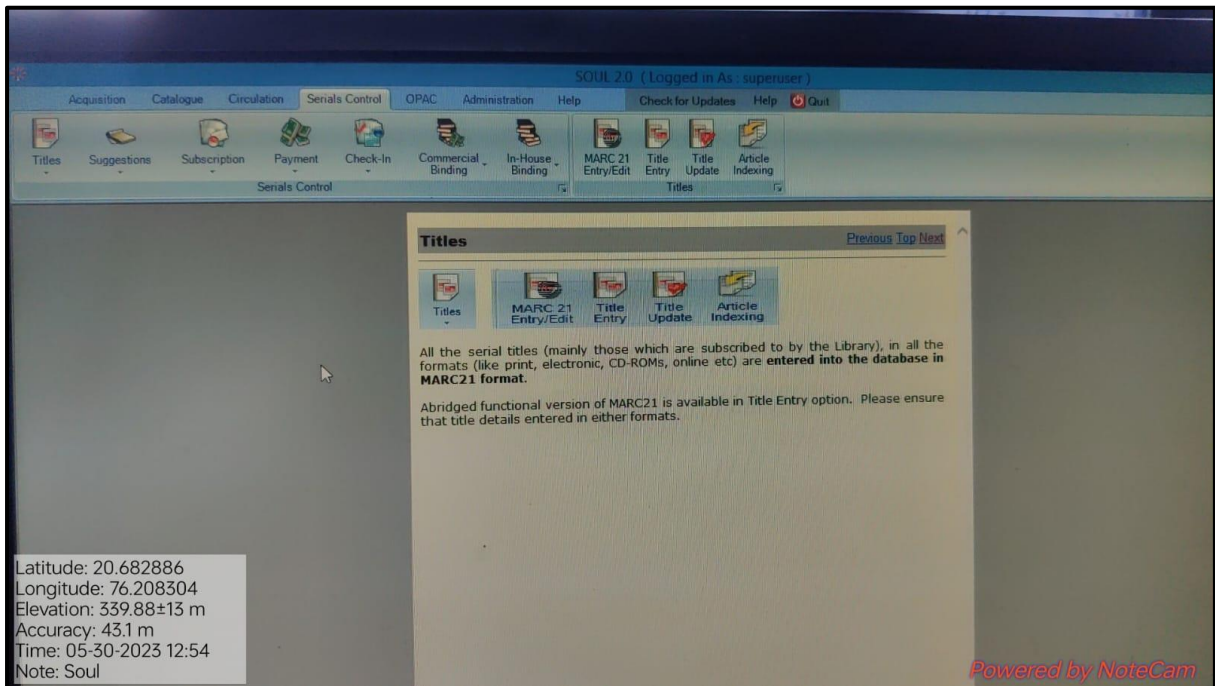 SOUL 2.0 ( Logged in As : superuser )
Acquisition Catalogue Circulation Serials Control OPAC Administration Help Check for Updates Help Quit
Titles Suggestions Subscription Payment Check-In Commercial Binding In-House Binding MARC 21 Entry/Edit Title Entry Title Update Article Indexing
Serials Control Titles
Titles Previous Top Next
Titles MARC 21 Entry/Edit Title Entry Title Update Article Indexing
All the serial titles (mainly those which are subscribed to by the Library), in all the
formats (like print, electronic, CD-ROMs, online etc) are entered into the database in
MARC21 format.
Abridged functional version of MARC21 is available in Title Entry option. Please ensure
that title details entered in either formats.
Latitude: 20.682886
Longitude: 76.208304
Elevation: 339.88±13 m
Accuracy: 43.1 m
Time: 05-30-2023 12:54
Note: Soul
Powered by NoteCam